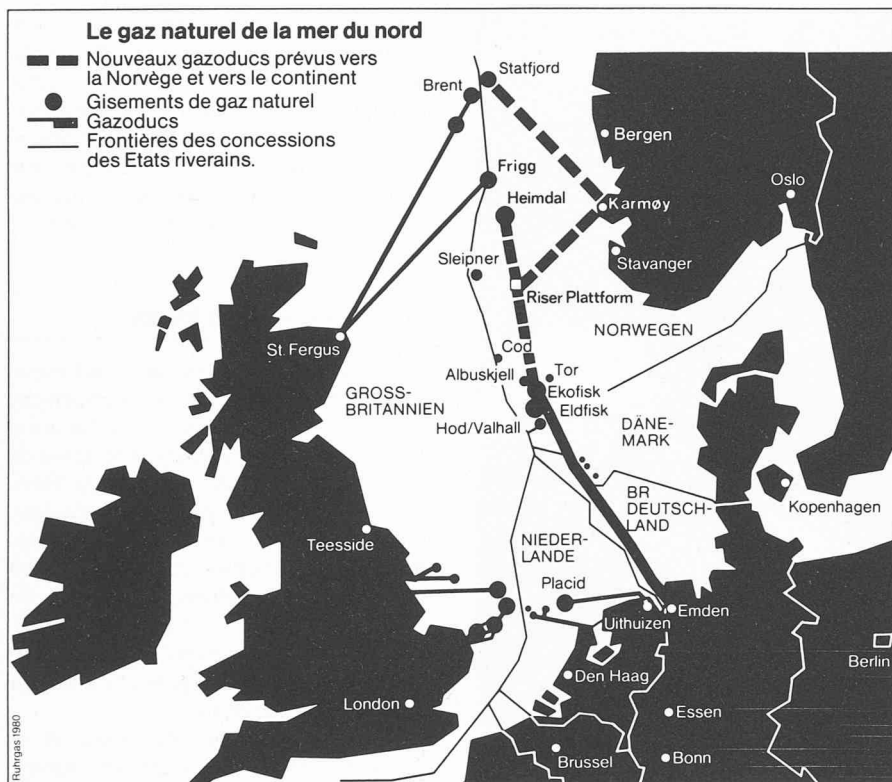 Le gaz naturel de la mer du nord
Nouveaux gazoducs prévus vers
la Norvège et vers le continent
Gisements de gaz naturel
Gazoducs
Frontières des concessions
des Etats riverains.
Statfjord
Brent
Bergen
Frigg
Oslo
Heimdal
Karmøy
Stavanger
Sleipner
Riser Plattform
NORWEGEN
St. Fergus
Cod
Tor
Albuskjell
Ekofisk
GROSS-
BRITANNIEN
Eldfisk
Hod/Valhall
DÄNE-
MARK
BR
DEUTSCH-
LAND
Kopenhagen
Teesside
NIEDER-
LANDE
Placid
Uithuizen
Emden
Berlin
Den Haag
London
Essen
Brussel
Bonn
Ruhrgas 1980